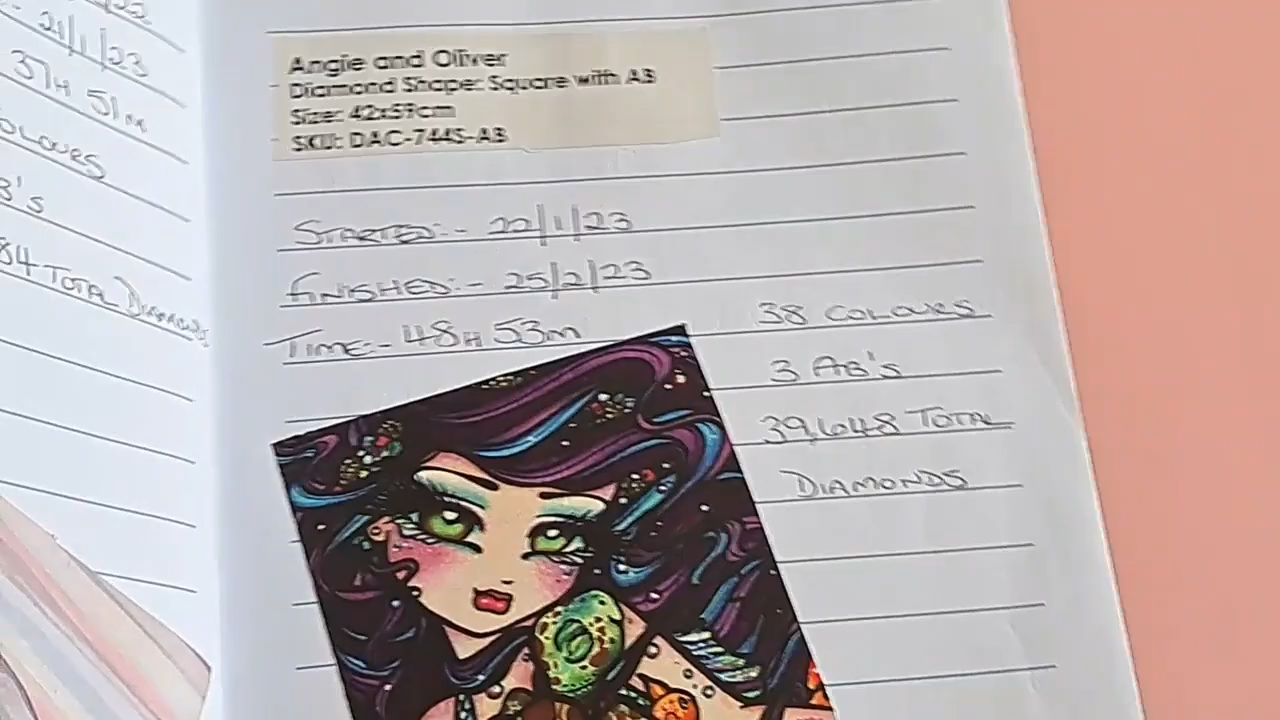 21/1/23
37H 51M
OLOURS
B's
84 TOTAL DIAMONDS
Angie and Oliver
Diamond Shape: Square with AB
Size: 42x59cm
SKU: DAC-744S-AB
STARTED:- 22/1/23
FINISHED:- 25/2/23
TIME:- 48H 53M
38 COLOURS
3 AB'S
39,648 TOTAL
DIAMONDS